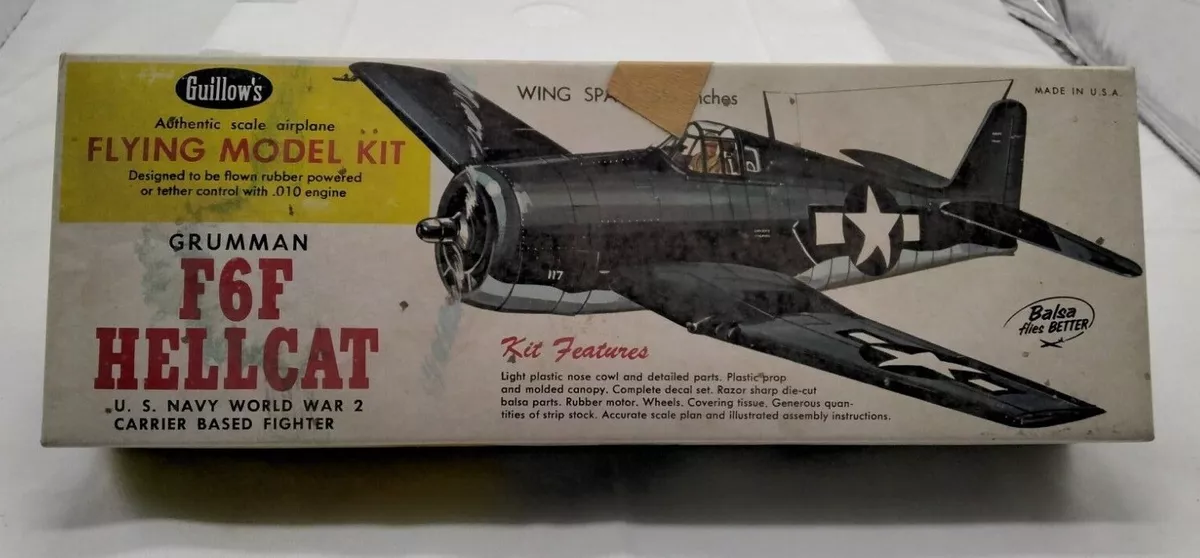 Guillow's
Authentic scale airplane
FLYING MODEL KIT
Designed to be flown rubber powered
or tether control with .010 engine
GRUMMAN
F6F
HELLCAT
U. S. NAVY WORLD WAR 2
CARRIER BASED FIGHTER
WING
MADE IN U.S.A.
117
Balsa
flies BETTER
Kit Features
Light plastic nose cowl and detailed parts. Plastic prop
and molded canopy. Complete decal set. Razor sharp die-cut
balsa parts. Rubber motor. Wheels. Covering tissue. Generous quan-
tities of strip stock. Accurate scale plan and illustrated assembly instructions.